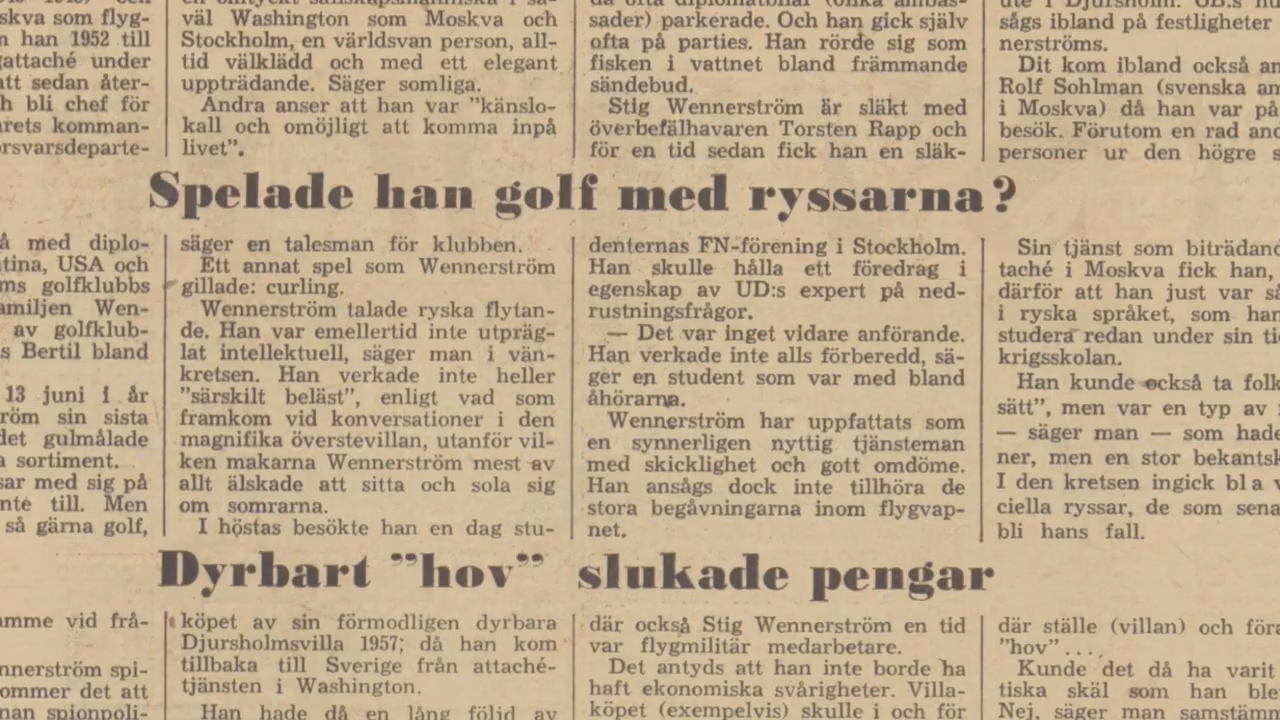 skva som flyg-
n han 1952 till
gattaché under
att sedan åter-
h bli chef för
årets komman-
örsvarsdeparte-
väl Washington som Moskva och
Stockholm, en världsvan person, all-
tid välklädd och med ett elegant
uppträdande. Säger somliga.
Andra anser att han var "känslo-
kall och omöjligt att komma inpå
livet".
sader) parkerade. Och han gick själv
ofta på parties. Han rörde sig som
fisken i vattnet bland främmande
sändebud.
Stig Wennerström är släkt med
överbefälhavaren Torsten Rapp och
för en tid sedan fick han en släk-
sågs ibland på festligheter
nerströms.
Dit kom ibland också am
Rolf Sohlman (svenska am
i Moskva) då han var på
besök. Förutom en rad and
personer ur den högre s
Spelade han golf med ryssarna?
å med diplo-
tina, USA och
ms golfklubbs
amiljen Wen-
av golfklub-
s Bertil bland
13 juni i år
röm sin sista
det gulmålade
a sortiment.
sar med sig på
nte till. Men
så gärna golf,
säger en talesman för klubben.
Ett annat spel som Wennerström
gillade: curling.
Wennerström talade ryska flytan-
de. Han var emellertid inte utpräg-
lat intellektuell, säger man i vän-
kretsen. Han verkade inte heller
"särskilt beläst", enligt vad som
framkom vid konversationer i den
magnifika överstevillan, utanför vil-
ken makarna Wennerström mest av
allt älskade att sitta och sola sig
om somrarna.
I höstas besökte han en dag stu-
denternas FN-förening i Stockholm.
Han skulle hålla ett föredrag i
egenskap av UD:s expert på ned-
rustningsfrågor.
— Det var inget vidare anförande.
Han verkade inte alls förberedd, sä-
ger en student som var med bland
åhörarna.
Wennerström har uppfattats som
en synnerligen nyttig tjänsteman
med skicklighet och gott omdöme.
Han ansågs dock inte tillhöra de
stora begåvningarna inom flygvap-
net.
Sin tjänst som biträdand
taché i Moskva fick han,
därför att han just var så
i ryska språket, som han
studera redan under sin ti
krigsskolan.
Han kunde också ta folk
sätt", men var en typ av
— säger man — som hade
ner, men en stor bekantsk
I den kretsen ingick bla v
ciella ryssar, de som sena
bli hans fall.
Dyrbart "hov" slukade pengar
amme vid frå-
nnerström spi-
ommer det att
nan spionpoli-
köpet av sin förmodligen dyrbara
Djursholmsvilla 1957; då han kom
tillbaka till Sverige från attaché-
tjänsten i Washington.
Han hade då en lång följd av
där också Stig Wennerström en tid
var flygmilitär medarbetare.
Det antyds att han inte borde ha
haft ekonomiska svårigheter. Villa-
köpet (exempelvis) skulle i och för
där ställe (villan) och föra
"hov"....
Kunde det då ha varit
tiska skäl som han ble
Nej, säger man samstämm